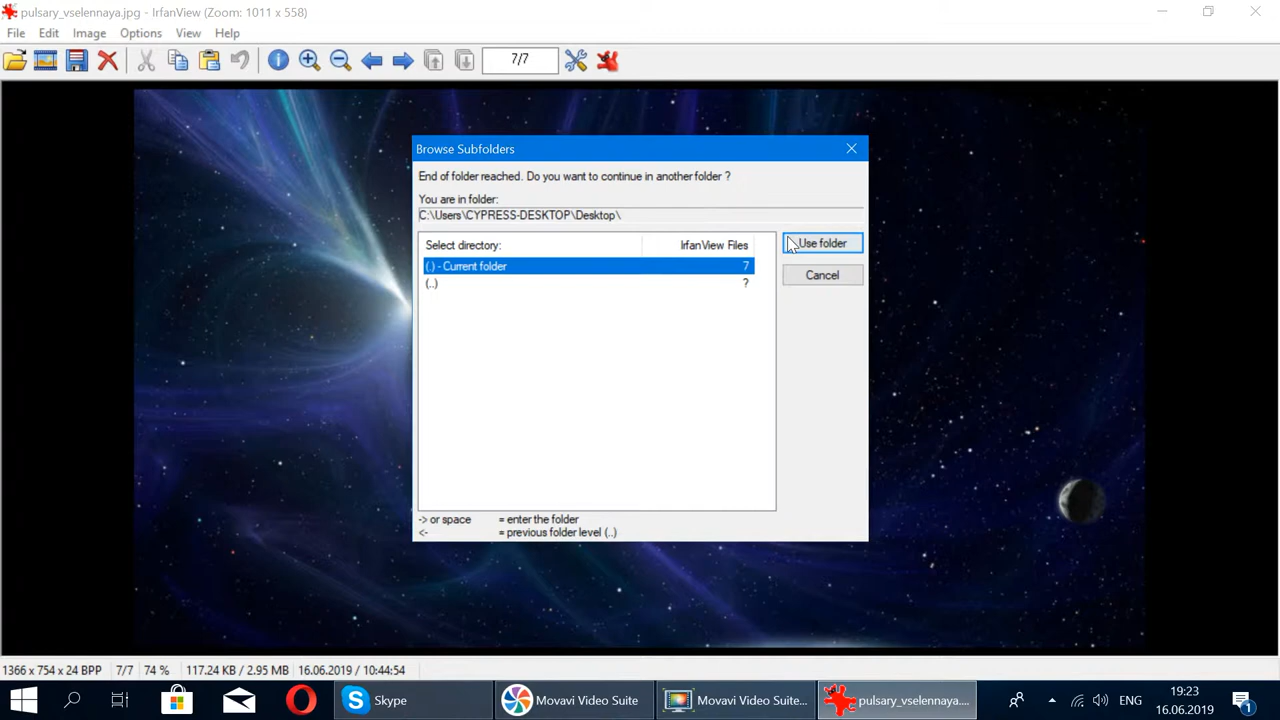 pulsary_vselennaya.jpg - IrfanView (Zoom: 1011 x 558)
File Edit Image Options View Help
7/7
Browse Subfolders
End of folder reached. Do you want to continue in another folder ?
You are in folder:
C:\Users\CYPRESS-DESKTOP\Desktop\
Select directory: IrfanView Files
Use folder
(.) - Current folder 7
Cancel
(..) ?
-> or space = enter the folder
<- = previous folder level (..)
1366 x 754 x 24 BPP 7/7 74 % 117.24 KB / 2.95 MB 16.06.2019 / 10:44:54
Skype
Movavi Video Suite
Movavi Video Suite...
pulsary_vselennaya....
ENG
19:23
16.06.2019
1